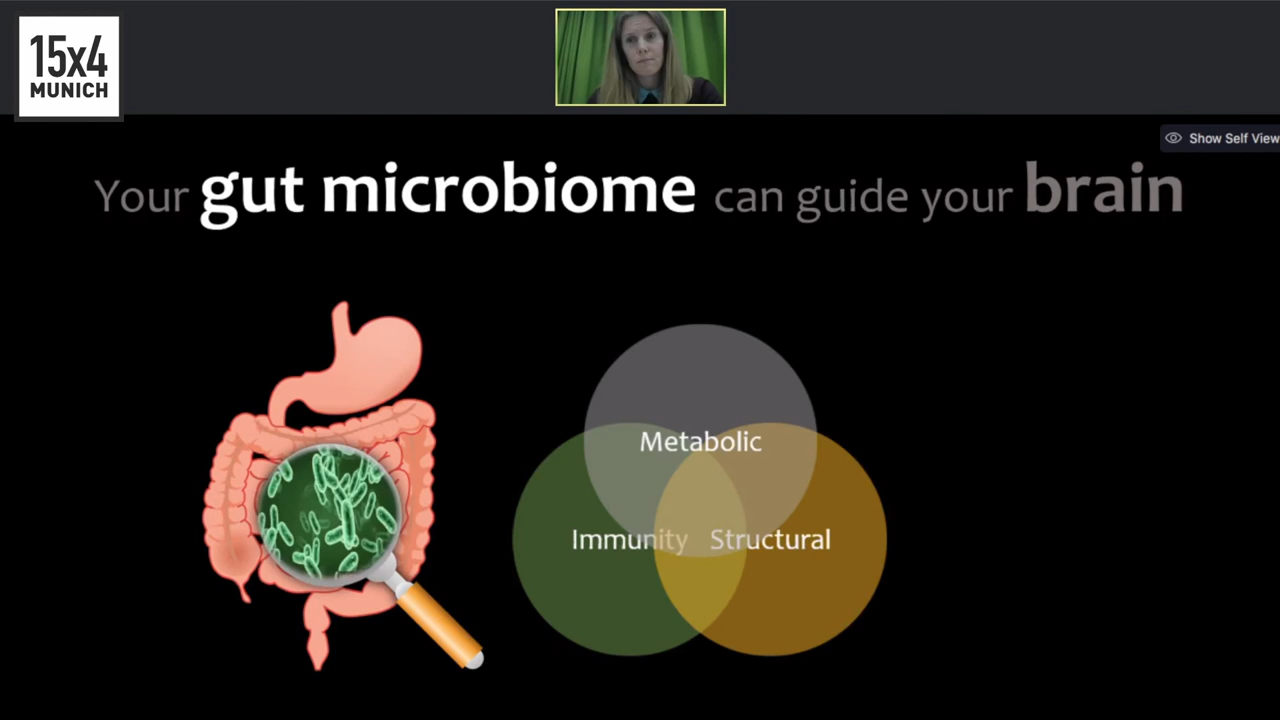 15x4
MUNICH
Show Self View
Your gut microbiome can guide your brain
Metabolic
Immunity Structural